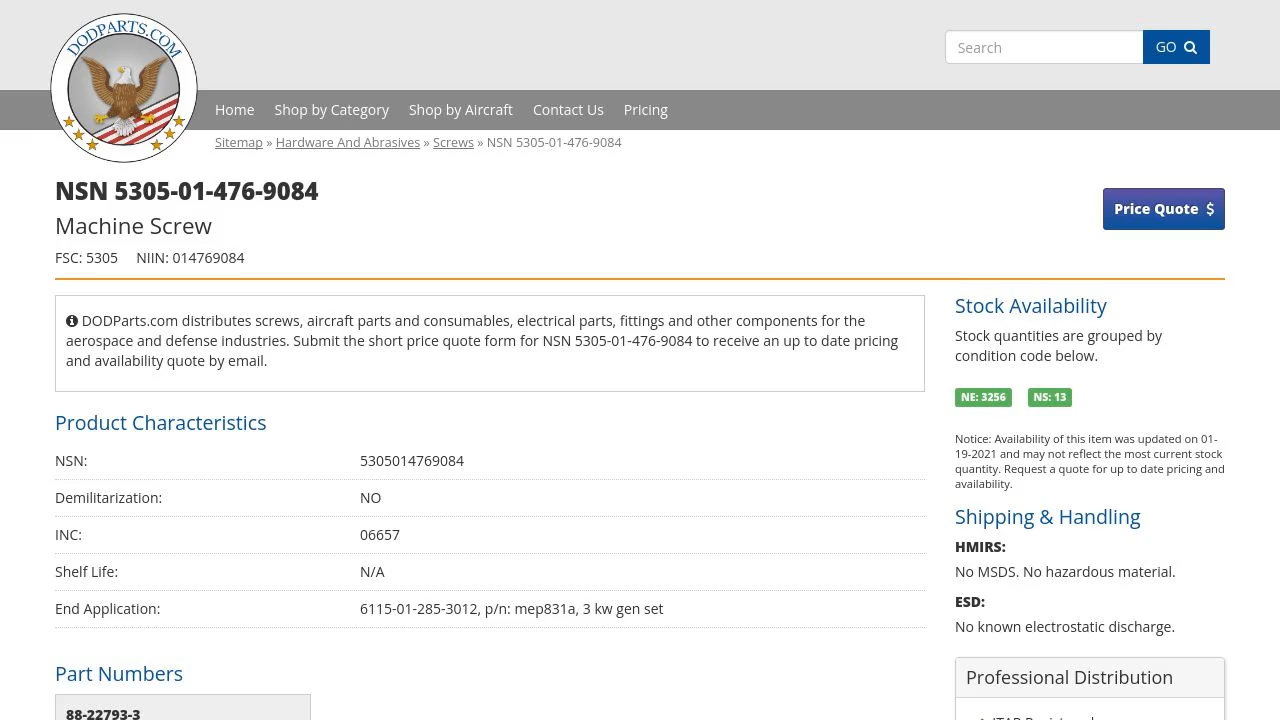 DODPARTS.COM
Search
GO
Home
Shop by Category
Shop by Aircraft
Contact Us
Pricing
Sitemap » Hardware And Abrasives » Screws » NSN 5305-01-476-9084
NSN 5305-01-476-9084
Machine Screw
FSC: 5305
NIIN: 014769084
Price Quote $
DODParts.com distributes screws, aircraft parts and consumables, electrical parts, fittings and other components for the
aerospace and defense industries. Submit the short price quote form for NSN 5305-01-476-9084 to receive an up to date pricing
and availability quote by email.
Product Characteristics
NSN: 5305014769084
Demilitarization: NO
INC: 06657
Shelf Life: N/A
End Application: 6115-01-285-3012, p/n: mep831a, 3 kw gen set
Part Numbers
88-22793-3
Stock Availability
Stock quantities are grouped by
condition code below.
NE: 3256
NS: 13
Notice: Availability of this item was updated on 01-
19-2021 and may not reflect the most current stock
quantity. Request a quote for up to date pricing and
availability.
Shipping & Handling
HMIRS:
No MSDS. No hazardous material.
ESD:
No known electrostatic discharge.
Professional Distribution